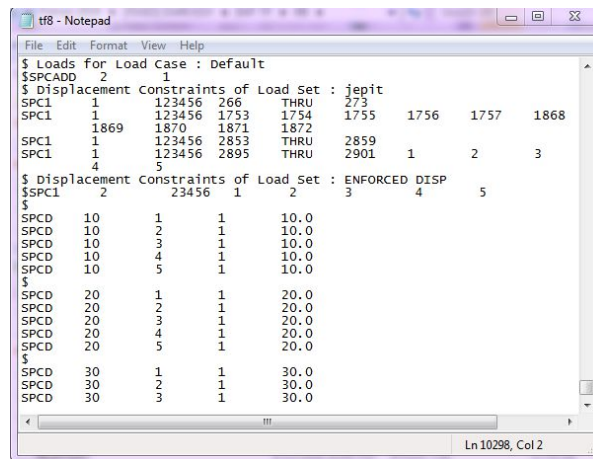 tf8 - Notepad
File Edit Format View Help
$ Loads for Load Case : Default
$SPCADD 2 1
$ Displacement Constraints of Load Set : jepit
SPC1 1 123456 266 THRU 273
SPC1 1 123456 1753 1754 1755 1756 1757 1868
1869 1870 1871 1872
SPC1 1 123456 2853 THRU 2859
SPC1 1 123456 2895 THRU 2901 1 2 3
4 5
$ Displacement Constraints of Load Set : ENFORCED DISP
$SPC1 2 23456 1 2 3 4 5
$
SPCD 10 1 1 10.0
SPCD 10 2 1 10.0
SPCD 10 3 1 10.0
SPCD 10 4 1 10.0
SPCD 10 5 1 10.0
$
SPCD 20 1 1 20.0
SPCD 20 2 1 20.0
SPCD 20 3 1 20.0
SPCD 20 4 1 20.0
SPCD 20 5 1 20.0
$
SPCD 30 1 1 30.0
SPCD 30 2 1 30.0
SPCD 30 3 1 30.0
Ln 10298, Col 2